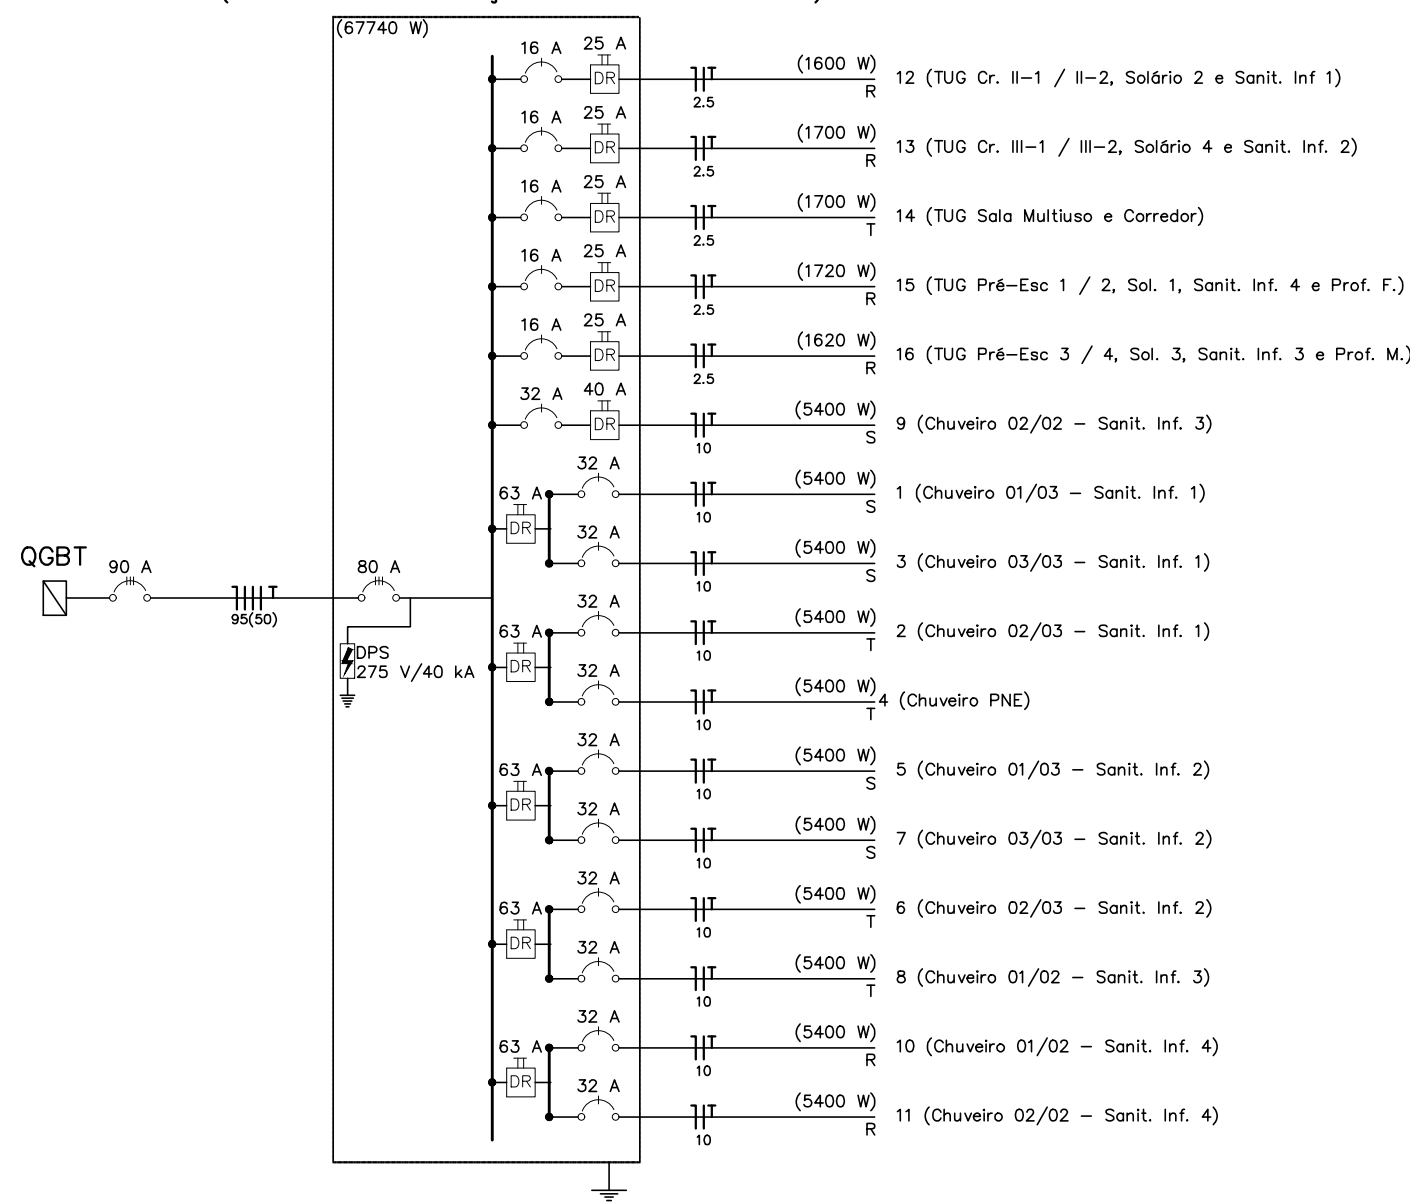 (67740 W)
16 A
25 A
DR
2.5
(1600 W)
R
12 (TUG Cr. II-1 / II-2, Solário 2 e Sanit. Inf 1)
16 A
25 A
DR
2.5
(1700 W)
R
13 (TUG Cr. III-1 / III-2, Solário 4 e Sanit. Inf. 2)
16 A
25 A
DR
2.5
(1700 W)
T
14 (TUG Sala Multiuso e Corredor)
16 A
25 A
DR
2.5
(1720 W)
R
15 (TUG Pré-Esc 1 / 2, Sol. 1, Sanit. Inf. 4 e Prof. F.)
16 A
25 A
DR
2.5
(1620 W)
R
16 (TUG Pré-Esc 3 / 4, Sol. 3, Sanit. Inf. 3 e Prof. M.)
32 A
40 A
DR
10
(5400 W)
S
9 (Chuveiro 02/02 - Sanit. Inf. 3)
63 A
DR
32 A
10
(5400 W)
S
1 (Chuveiro 01/03 - Sanit. Inf. 1)
32 A
10
(5400 W)
S
3 (Chuveiro 03/03 - Sanit. Inf. 1)
QGBT
90 A
95(50)
80 A
DPS
275 V/40 kA
63 A
DR
32 A
10
(5400 W)
T
2 (Chuveiro 02/03 - Sanit. Inf. 1)
32 A
10
(5400 W)
T
4 (Chuveiro PNE)
63 A
DR
32 A
10
(5400 W)
S
5 (Chuveiro 01/03 - Sanit. Inf. 2)
32 A
10
(5400 W)
S
7 (Chuveiro 03/03 - Sanit. Inf. 2)
63 A
DR
32 A
10
(5400 W)
T
6 (Chuveiro 02/03 - Sanit. Inf. 2)
32 A
10
(5400 W)
T
8 (Chuveiro 01/02 - Sanit. Inf. 3)
63 A
DR
32 A
10
(5400 W)
R
10 (Chuveiro 01/02 - Sanit. Inf. 4)
32 A
10
(5400 W)
R
11 (Chuveiro 02/02 - Sanit. Inf. 4)